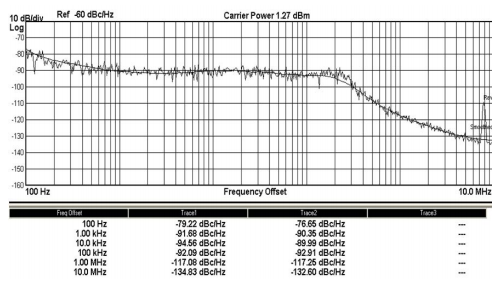 10 dB/div Ref -60 dBc/Hz Carrier Power 1.27 dBm
Log
-70
-80
-90
-100
-110
-120
-130
-140
-150
-160
100 Hz Frequency Offset 10.0 MHz
Freq Offset Trace1 Trace2 Trace3
100 Hz -79.22 dBc/Hz -76.65 dBc/Hz ---
1.00 kHz -91.68 dBc/Hz -90.35 dBc/Hz ---
10.0 kHz -94.56 dBc/Hz -89.99 dBc/Hz ---
100 kHz -92.09 dBc/Hz -92.91 dBc/Hz ---
1.00 MHz -117.08 dBc/Hz -117.25 dBc/Hz ---
10.0 MHz -134.83 dBc/Hz -132.60 dBc/Hz ---